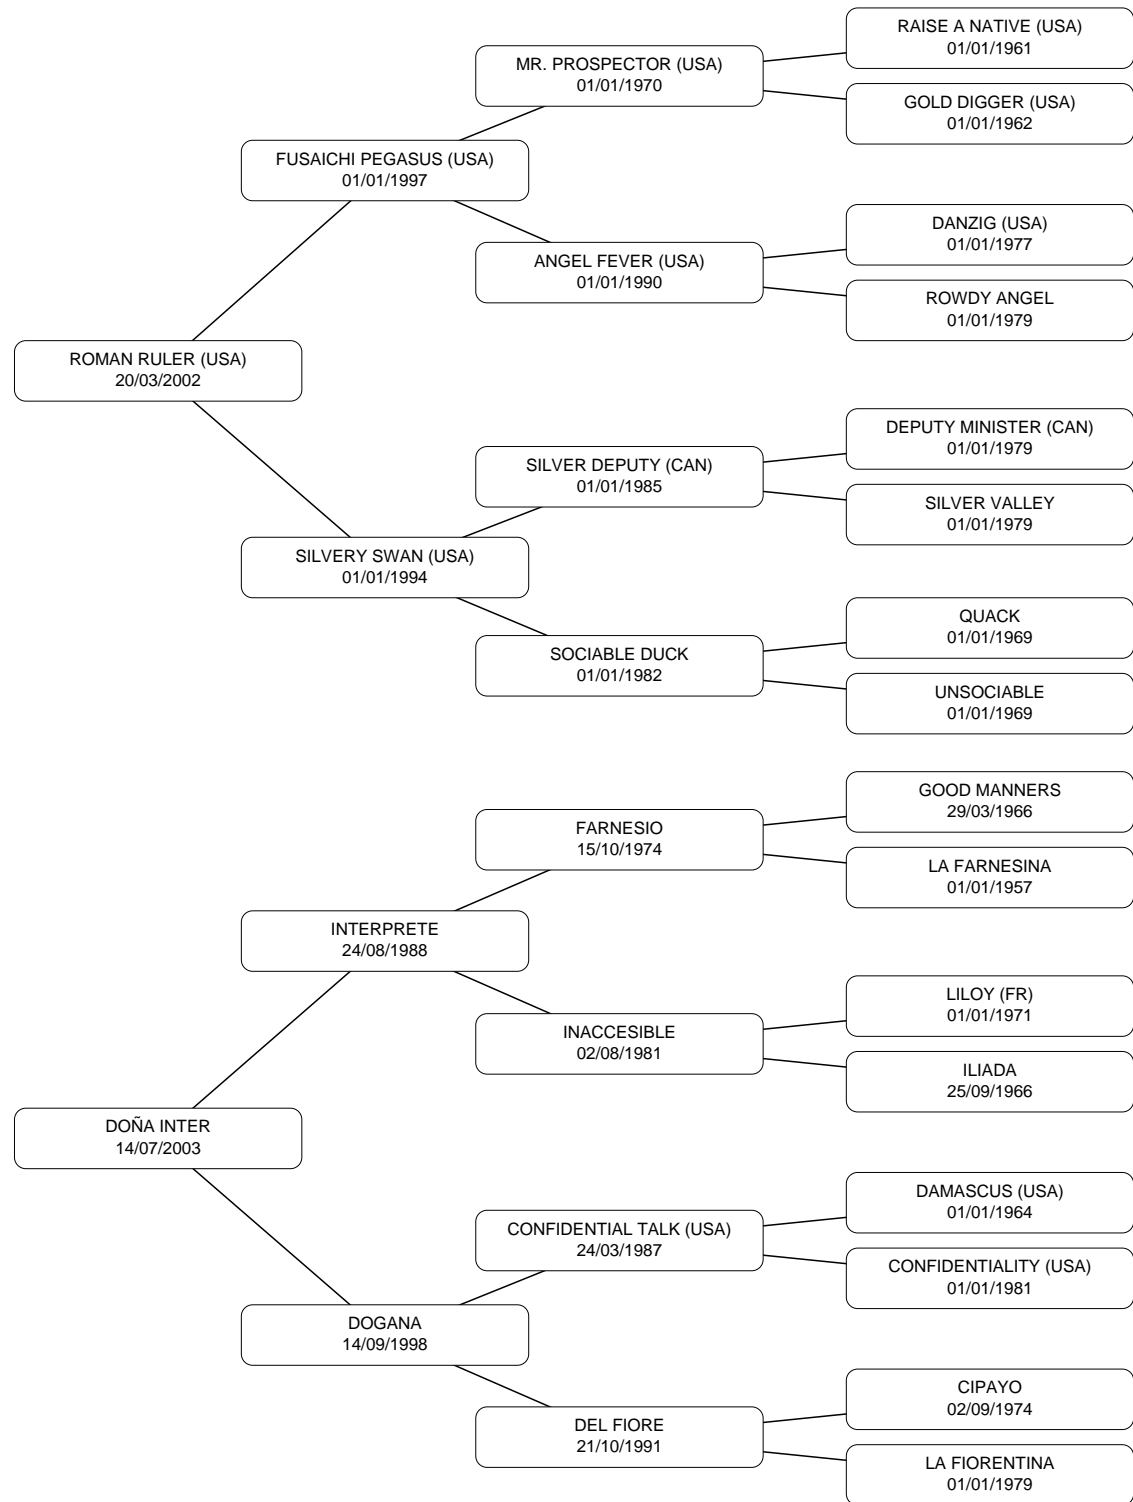 RAISE A NATIVE (USA)
01/01/1961
MR. PROSPECTOR (USA)
01/01/1970
GOLD DIGGER (USA)
01/01/1962
FUSAICHI PEGASUS (USA)
01/01/1997
DANZIG (USA)
01/01/1977
ANGEL FEVER (USA)
01/01/1990
ROWDY ANGEL
01/01/1979
ROMAN RULER (USA)
20/03/2002
DEPUTY MINISTER (CAN)
01/01/1979
SILVER DEPUTY (CAN)
01/01/1985
SILVER VALLEY
01/01/1979
SILVERY SWAN (USA)
01/01/1994
QUACK
01/01/1969
SOCIABLE DUCK
01/01/1982
UNSOCIABLE
01/01/1969
GOOD MANNERS
29/03/1966
FARNESIO
15/10/1974
LA FARNESINA
01/01/1957
INTERPRETE
24/08/1988
LILOY (FR)
01/01/1971
INACCESIBLE
02/08/1981
ILIADA
25/09/1966
DOÑA INTER
14/07/2003
DAMASCUS (USA)
01/01/1964
CONFIDENTIAL TALK (USA)
24/03/1987
CONFIDENTIALITY (USA)
01/01/1981
DOGANA
14/09/1998
CIPAYO
02/09/1974
DEL FIORE
21/10/1991
LA FIORENTINA
01/01/1979